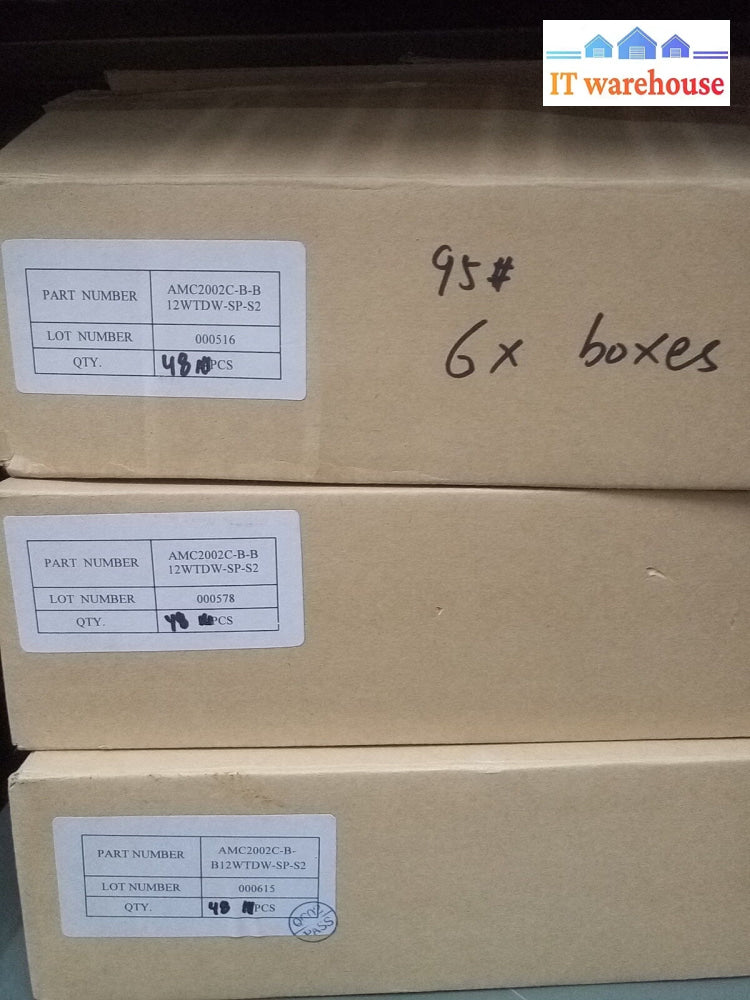 IT warehouse
95#
6x boxes
PART NUMBER AMC2002C-B-B
12WTDW-SP-S2
LOT NUMBER 000516
QTY. 48 PCS
PART NUMBER AMC2002C-B-B
12WTDW-SP-S2
LOT NUMBER 000578
QTY. 48 PCS
PART NUMBER AMC2002C-B-
B12WTDW-SP-S2
LOT NUMBER 000615
QTY. 48 PCS
PASS